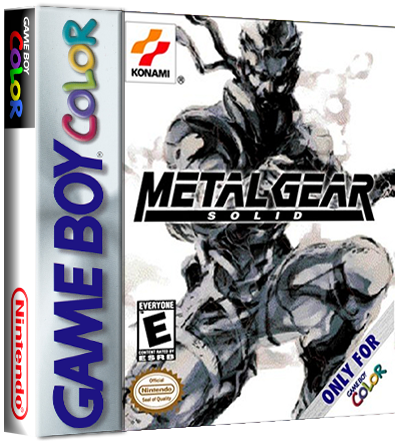 GAME BOY
COLOR
Nintendo
GAME BOY COLOR
KONAMI®
METAL GEAR
SOLID
EVERYONE
E
CONTENT RATED BY
ESRB
Official
Nintendo
Seal of Quality
ONLY FOR
GAME BOY
COLOR